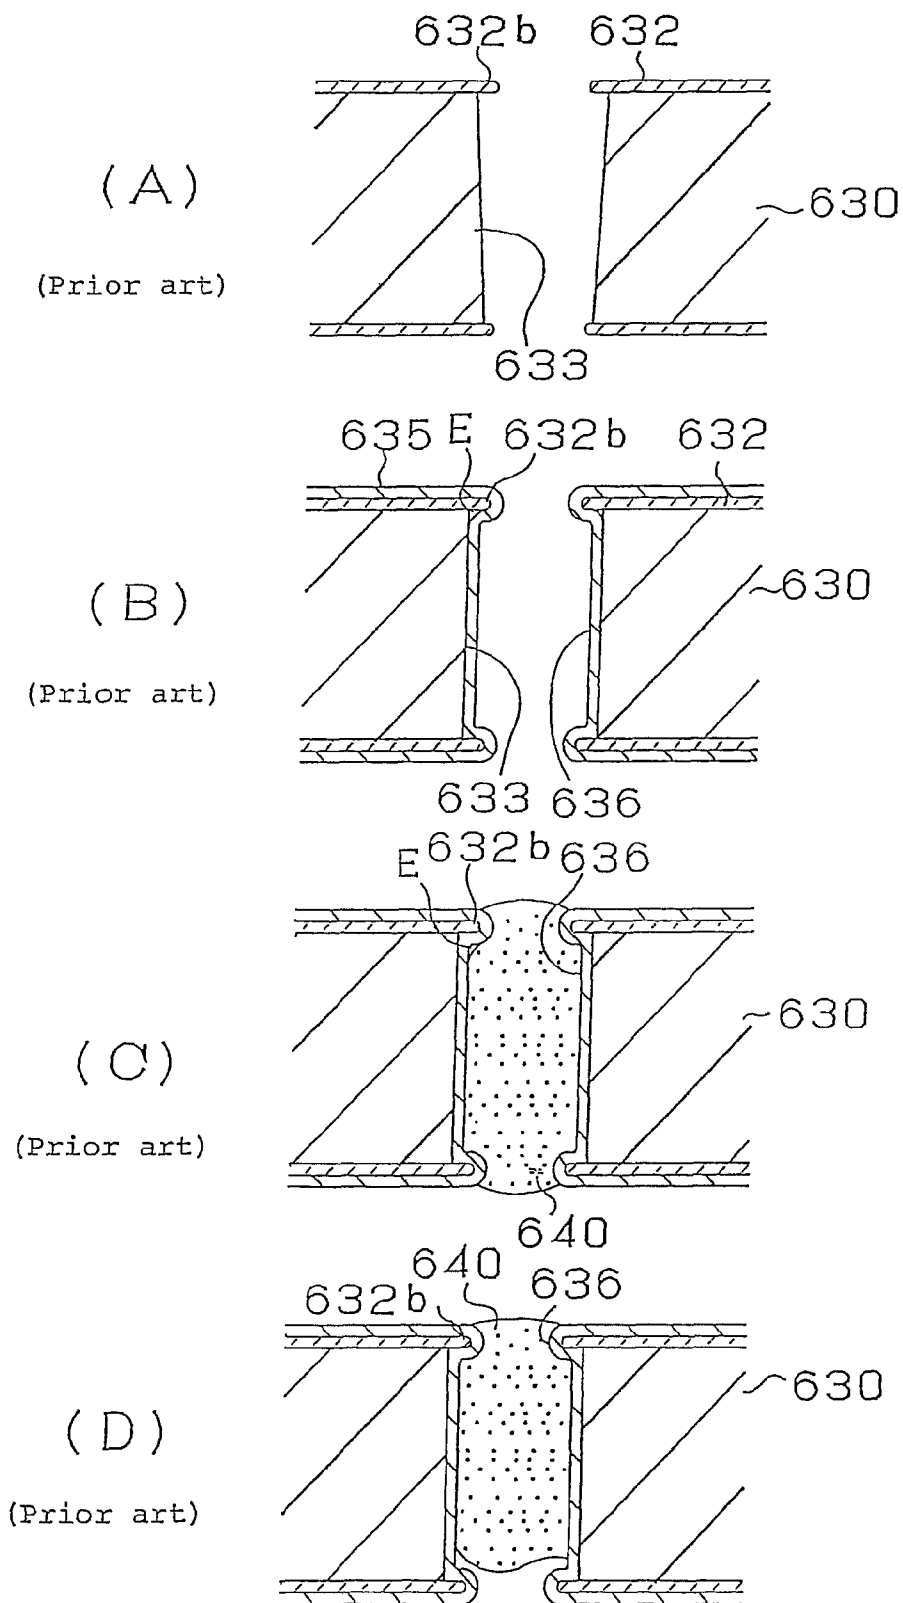 632b 632
(A)
630
(Prior art)
633
635 E 632b 632
(B)
630
(Prior art)
633 636
E 632b 636
(C)
630
(Prior art)
640
640 636
632b
630
(D)
(Prior art)